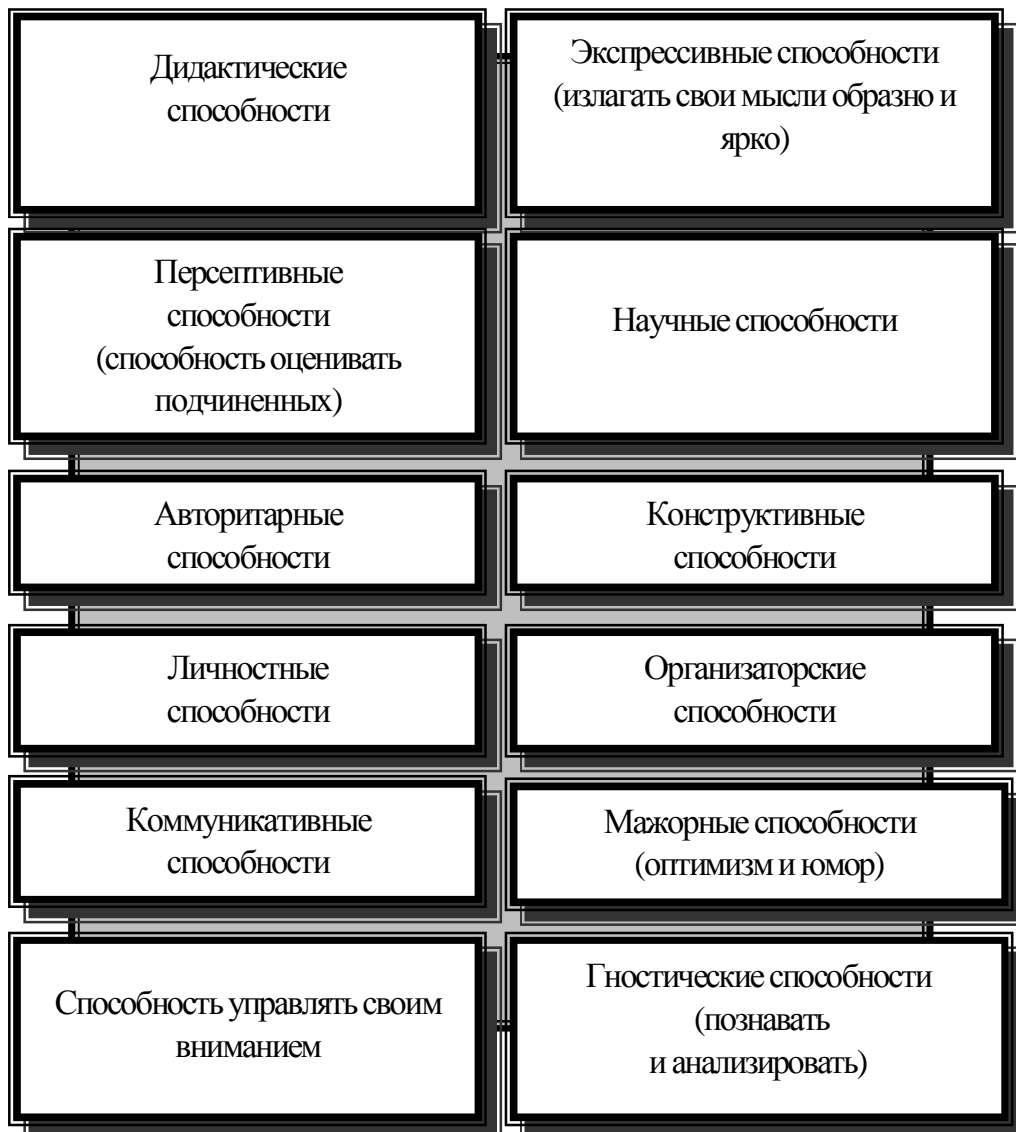 Дидактические
способности
Экспрессивные способности
(излагать свои мысли образно и
ярко)
Персептивные
способности
(способность оценивать
подчиненных)
Научные способности
Авторитарные
способности
Конструктивные
способности
Личностные
способности
Организаторские
способности
Коммуникативные
способности
Мажорные способности
(оптимизм и юмор)
Способность управлять своим
вниманием
Гностические способности
(познавать
и анализировать)